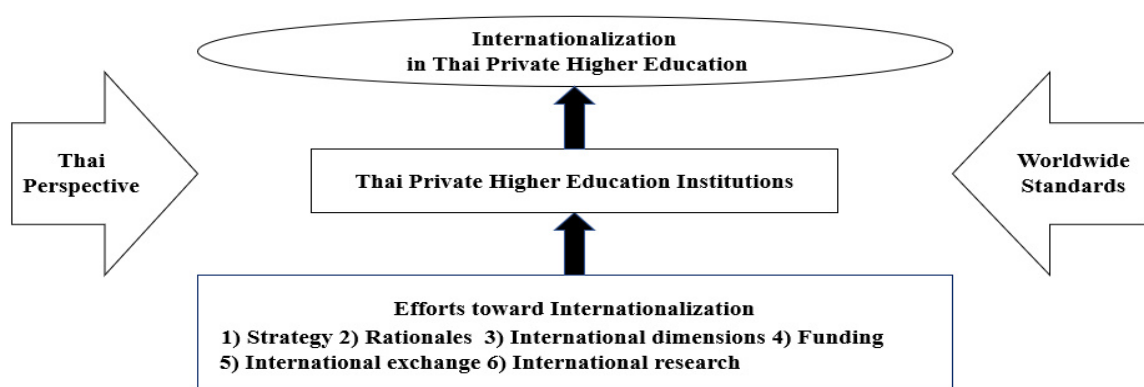 Internationalization
in Thai Private Higher Education
Thai
Perspective
Thai Private Higher Education Institutions
Worldwide
Standards
Efforts toward Internationalization
1) Strategy 2) Rationales 3) International dimensions 4) Funding
5) International exchange 6) International research